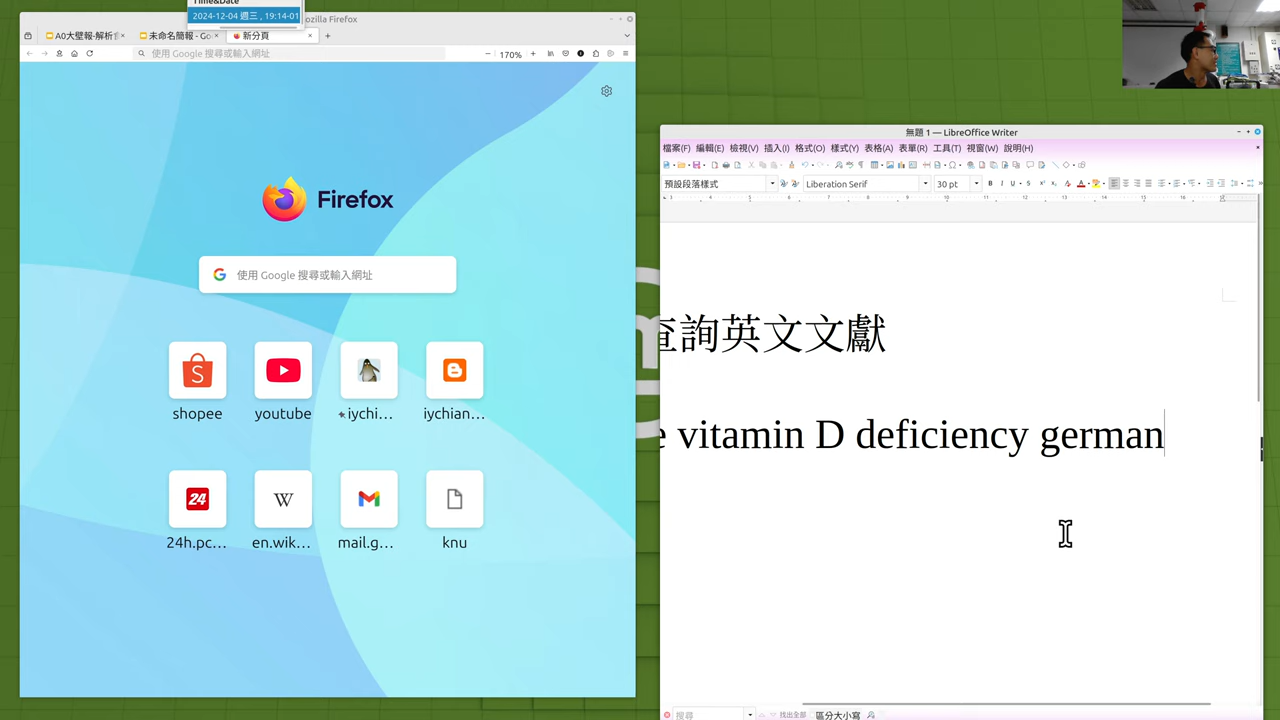 Time&Date
2024-12-04 週三 , 19:14-01
ozilla Firefox
A0大壁報-解析
未命名簡報 - Go
新分頁
使用 Google 搜尋或輸入網址
170%
Firefox
使用 Google 搜尋或輸入網址
shopee
youtube
iychi…
iychian…
24h.pc…
en.wik…
mail.g…
knu
無題 1 — LibreOffice Writer
檔案(F) 編輯(E) 檢視(V) 插入(I) 格式(O) 樣式(Y) 表格(A) 表單(R) 工具(T) 視窗(W) 說明(H)
預設段落樣式
Liberation Serif
30 pt
查詢英文文獻
e vitamin D deficiency german
搜尋
找出全部
區分大小寫